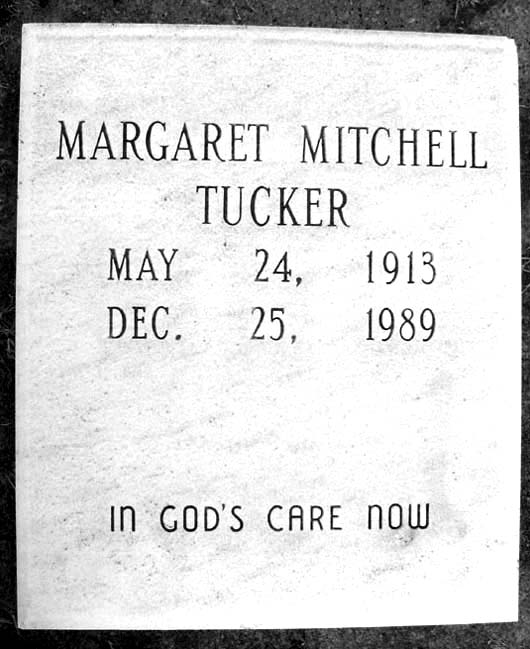 MARGARET MITCHELL
TUCKER
MAY 24, 1913
DEC. 25, 1989
IN GOD'S CARE NOW